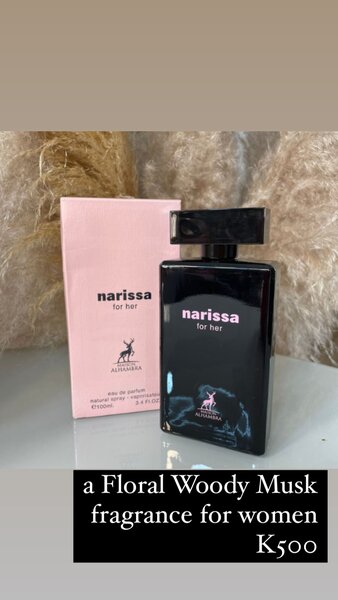 narissa
for her
MAISON
ALHAMBRA
eau de parfum
natural spray - vaporisateur
℮100ml 3.4 FL.OZ
narissa
for her
MAISON
ALHAMBRA
a Floral Woody Musk
fragrance for women
K500